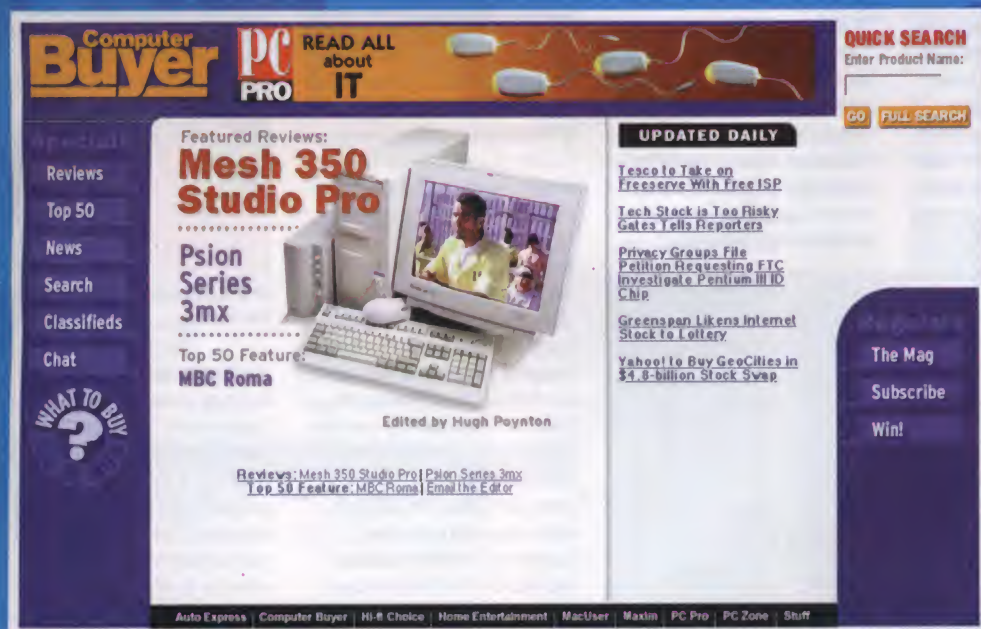 Computer
Buyer
PC
PRO
READ ALL
about
IT
QUICK SEARCH
Enter Product Name:
GO FULL SEARCH
Specials
Reviews
Top 50
News
Search
Classifieds
Chat
WHAT TO BUY
?
Featured Reviews:
Mesh 350
Studio Pro
Psion
Series
3mx
Top 50 Feature:
MBC Roma
Edited by Hugh Poynton
Reviews: Mesh 350 Studio Pro | Psion Series 3mx
Top 50 Feature: MBC Roma | Email the Editor
UPDATED DAILY
Tesco to Take on
Freeserve With Free ISP
Tech Stock is Too Risky
Gates Tells Reporters
Privacy Groups File
Petition Requesting FTC
Investigate Pentium III ID
Chip
Greenspan Likens Internet
Stock to Lottery
Yahoo! to Buy GeoCities in
$4.8-billion Stock Swap
The Mag
Subscribe
Win!
Auto Express | Computer Buyer | Hi-fi Choice | Home Entertainment | MacUser | Maxim | PC Pro | PC Zone | Stuff